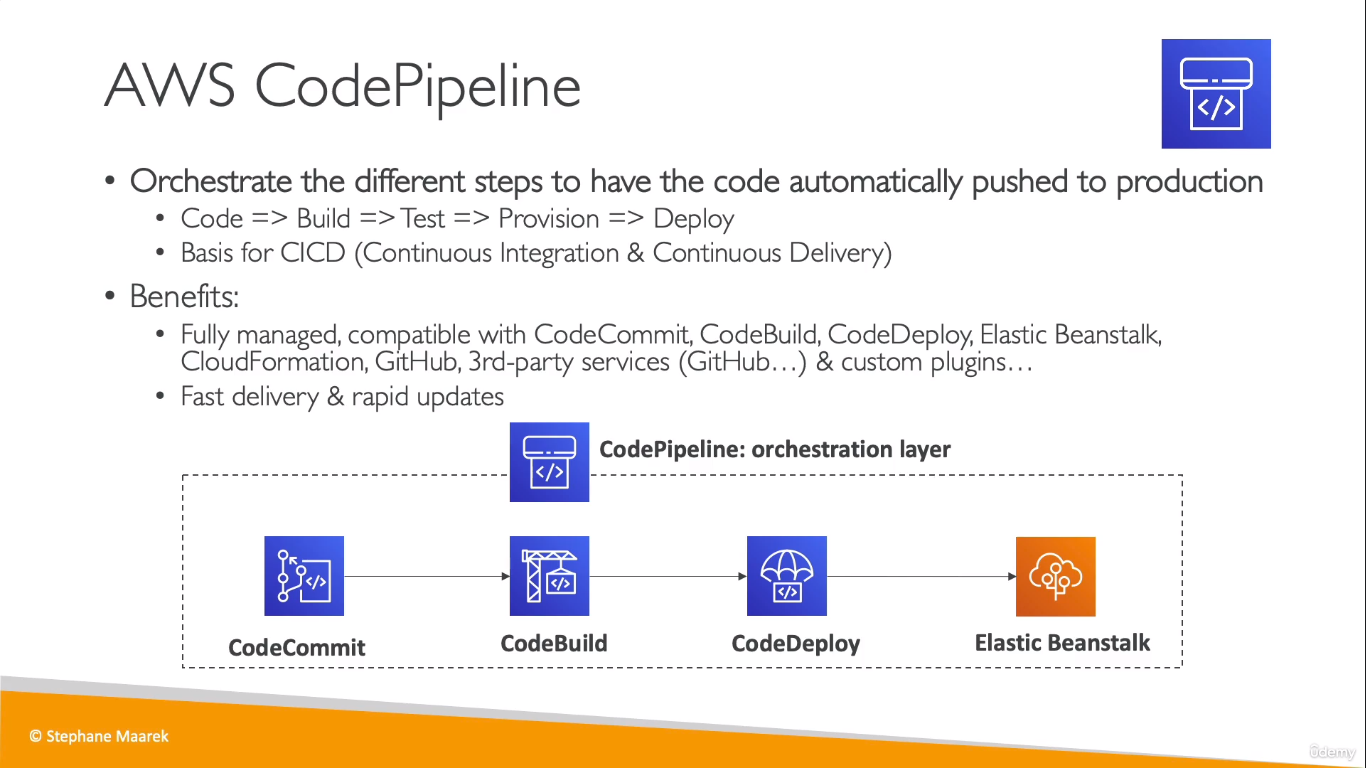 AWS CodePipeline
• Orchestrate the different steps to have the code automatically pushed to production
• Code => Build => Test => Provision => Deploy
• Basis for CICD (Continuous Integration & Continuous Delivery)
• Benefits:
• Fully managed, compatible with CodeCommit, CodeBuild, CodeDeploy, Elastic Beanstalk,
CloudFormation, GitHub, 3rd-party services (GitHub…) & custom plugins…
• Fast delivery & rapid updates
CodePipeline: orchestration layer
CodeCommit
CodeBuild
CodeDeploy
Elastic Beanstalk
© Stephane Maarek
ûdemy